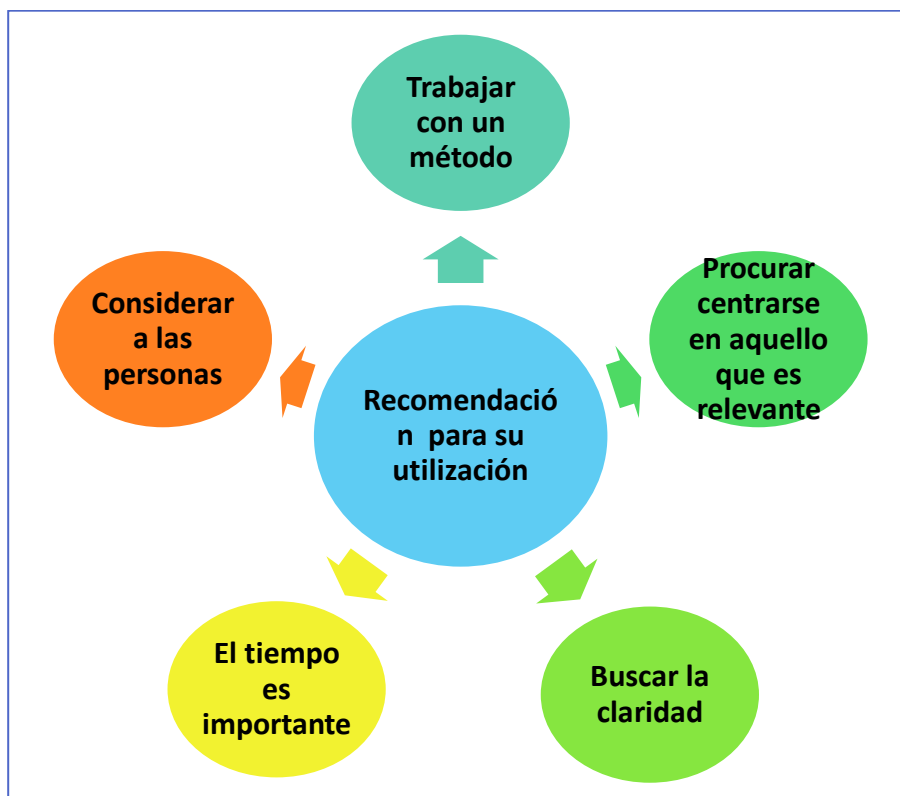 Trabajar
con un
método
Considerar
a las
personas
Procurar
centrarse
en aquello
que es
relevante
Recomendació
n para su
utilización
El tiempo
es
importante
Buscar la
claridad